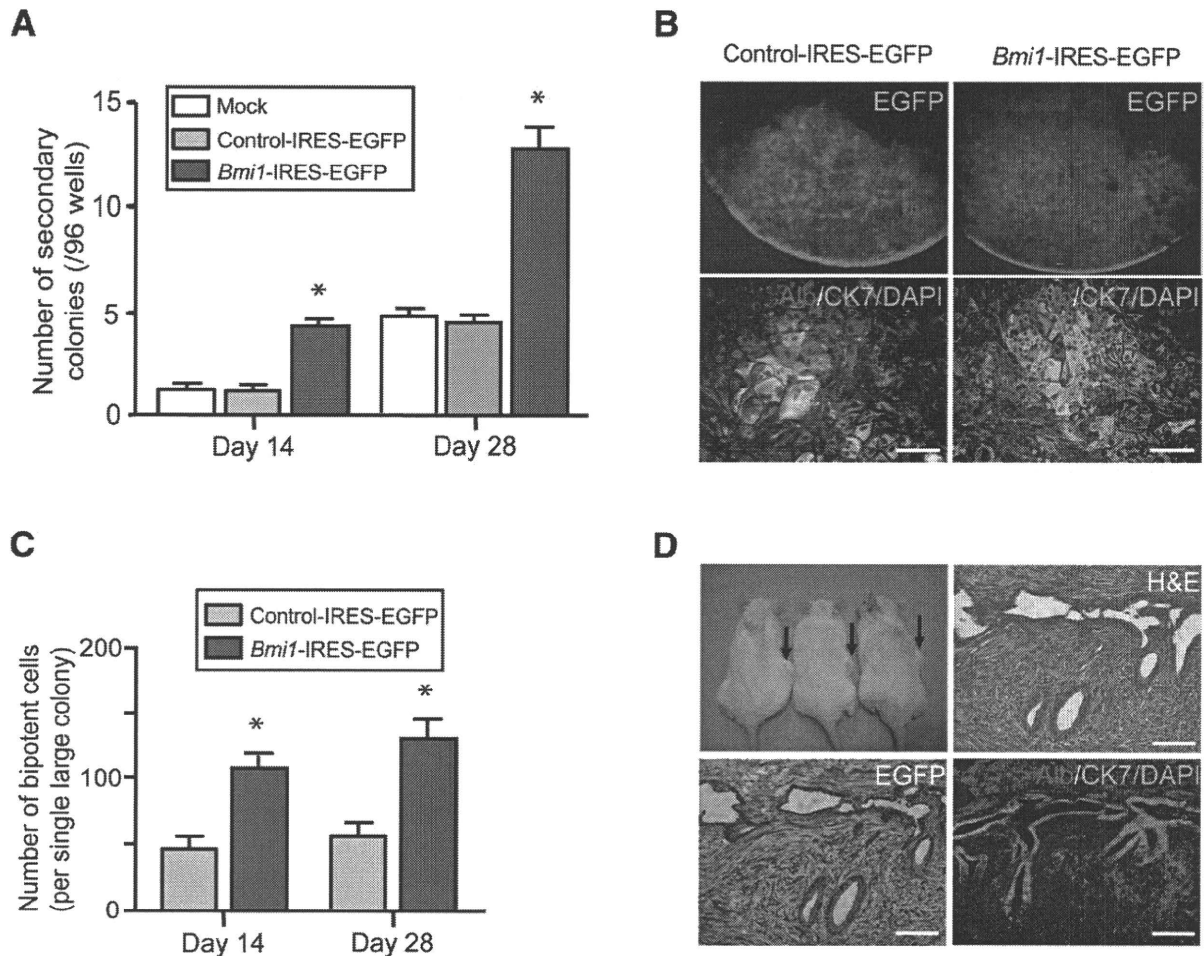 A
Number of secondary
colonies (/96 wells)
15
10
5
0
Mock
Control-IRES-EGFP
Bmi1-IRES-EGFP
*
*
Day 14
Day 28
B
Control-IRES-EGFP
Bmi1-IRES-EGFP
EGFP
EGFP
Alb/CK7/DAPI
/CK7/DAPI
C
Number of bipotent cells
(per single large colony)
200
100
0
Control-IRES-EGFP
Bmi1-IRES-EGFP
*
*
Day 14
Day 28
D
H&E
EGFP
Alb/CK7/DAPI